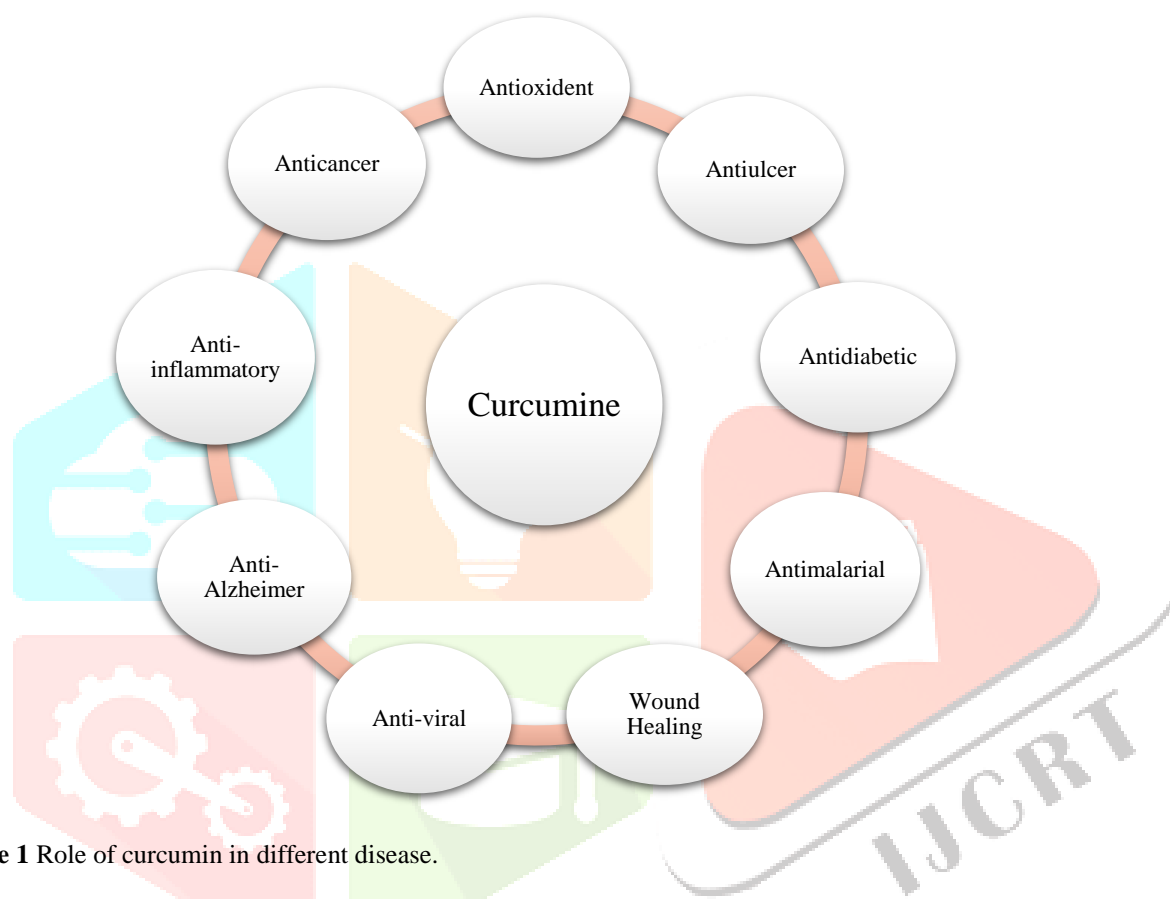 Antioxident
Anticancer
Antiulcer
Anti-
inflammatory
Antidiabetic
Curcumine
Anti-
Alzheimer
Antimalarial
Anti-viral
Wound
Healing
e 1 Role of curcumin in different disease.
IJCRT